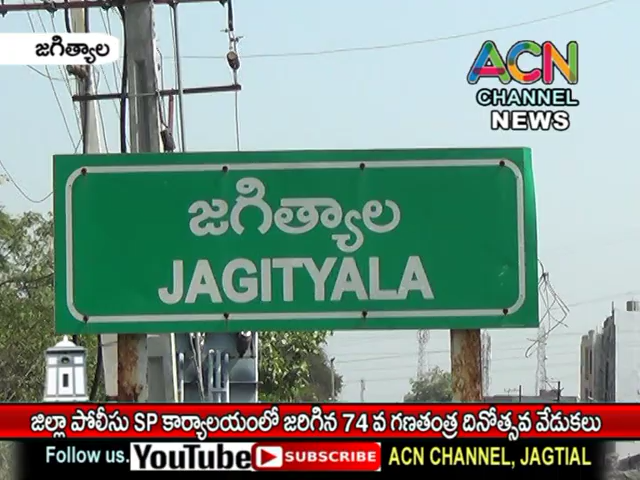 జగిత్యాల
ACN
CHANNEL
NEWS
జగిత్యాల
JAGITYALA
జిల్లా పోలీసు SP కార్యాలయంలో జరిగిన 74 వ గణతంత్ర దినోత్సవ వేడుకలు
Follow us. YouTube SUBSCRIBE ACN CHANNEL, JAGTIAL